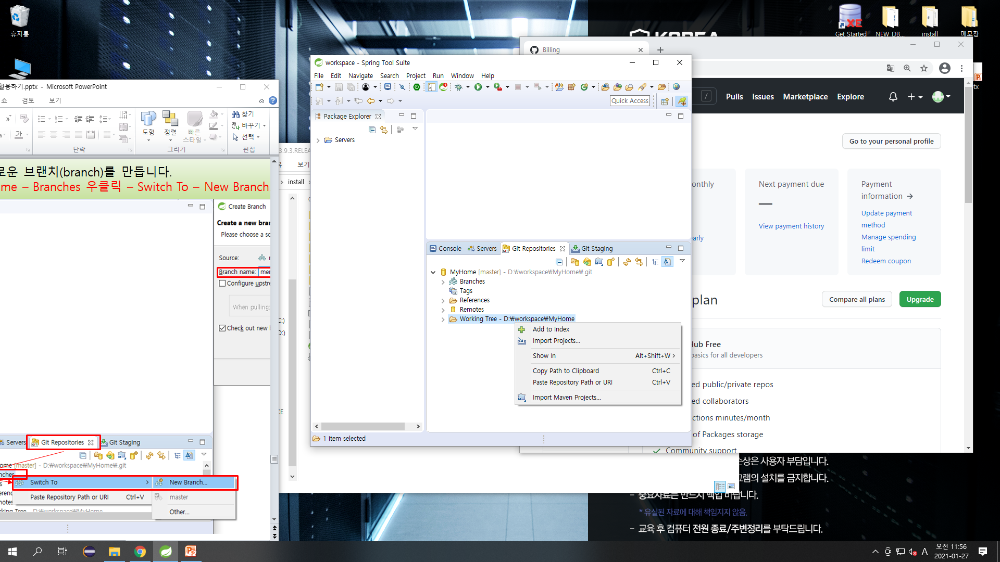 휴지통
Get Started
NEW_DB...
install
메모장
활용하기.pptx - Microsoft PowerPoint
쇼 검토 보기
찾기
바꾸기
선택
도형
정렬
빠른
스타일
단락
그리기
편집
로운 브랜치(branch)를 만듭니다.
ome – Branches 우클릭 – Switch To – New Branch.
Create Branch
Create a new bran
Please choose a so
Source:
Branch name: mer
Configure upstre
When pulling:
Check out new b
Servers Git Repositories Git Staging
ome [master] - D:₩workspace₩MyHome₩.git
nches
Switch To New Branch...
Paste Repository Path or URI Ctrl+V master
Other...
3.9.3.RELEA
보기
install
C:)
D:)
CE
workspace - Spring Tool Suite
File Edit Navigate Search Project Run Window Help
Quick Access
Package Explorer
Servers
Console Servers Git Repositories Git Staging
MyHome [master] - D:₩workspace₩MyHome₩.git
Branches
Tags
References
Remotes
Working Tree - D:₩workspace₩MyHome
Add to Index
Import Projects...
Show In Alt+Shift+W
Copy Path to Clipboard Ctrl+C
Paste Repository Path or URI Ctrl+V
Import Maven Projects...
1 item selected
Billing
/
Pulls Issues Marketplace Explore
Go to your personal profile
onthly
early
Next payment due
—
View payment history
Payment
information →
Update payment
method
Manage spending
limit
Redeem coupon
plan
Compare all plans
Upgrade
Hub Free
basics for all developers
ed public/private repos
ed collaborators
ctions minutes/month
of Packages storage
Community support
손상은 사용자 부담입니다.
그램의 설치를 금지합니다.
- 중요자료는 반드시 백업 바랍니다.
* 유실된 자료에 대해 책임지지 않음.
- 교육 후 컴퓨터 전원 종료/주변정리를 부탁드립니다.
A
오전 11:56
2021-01-27